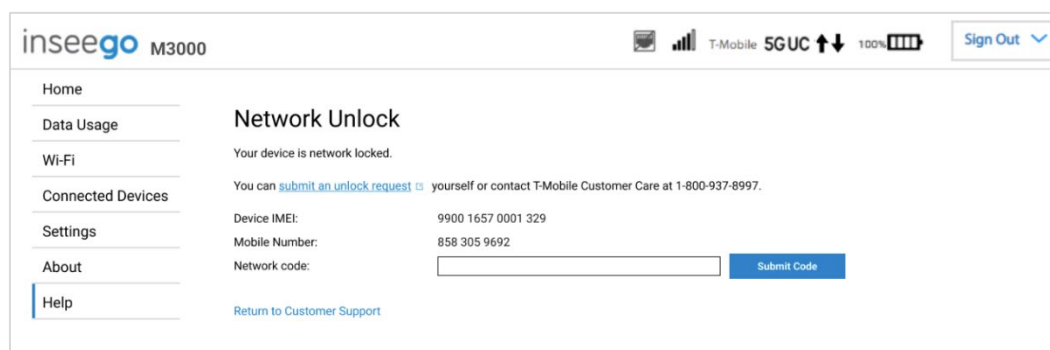 inseego M3000
T-Mobile 5G UC 100%
Sign Out
Home
Data Usage
Wi-Fi
Connected Devices
Settings
About
Help
Network Unlock
Your device is network locked.
You can submit an unlock request yourself or contact T-Mobile Customer Care at 1-800-937-8997.
Device IMEI: 9900 1657 0001 329
Mobile Number: 858 305 9692
Network code: Submit Code
Return to Customer Support